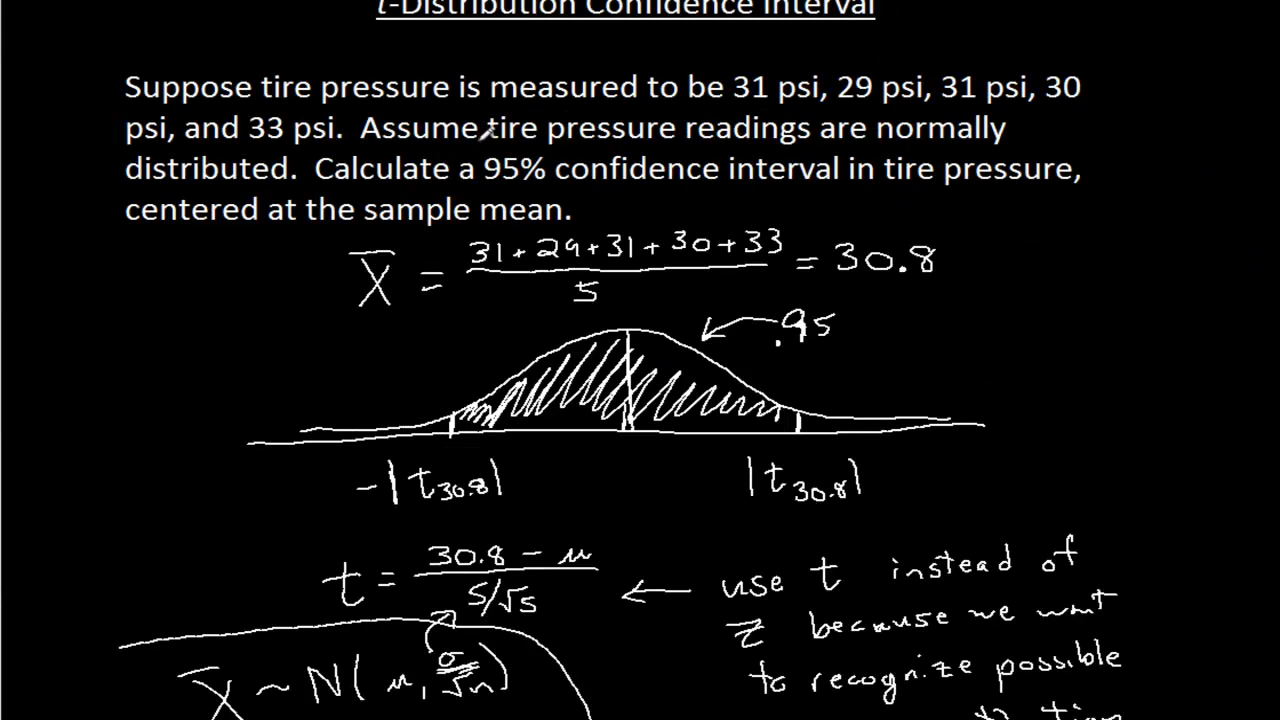 t-Distribution Confidence Interval
Suppose tire pressure is measured to be 31 psi, 29 psi, 31 psi, 30
psi, and 33 psi. Assume tire pressure readings are normally
distributed. Calculate a 95% confidence interval in tire pressure,
centered at the sample mean.
X̅ = (31 + 29 + 31 + 30 + 33) / 5 = 30.8
.95
-|t30.8| |t30.8|
t = (30.8 - μ) / (S/√5) ← use t instead of
z because we want
X̅ ~ N(μ, σ/√n) to recognize possible